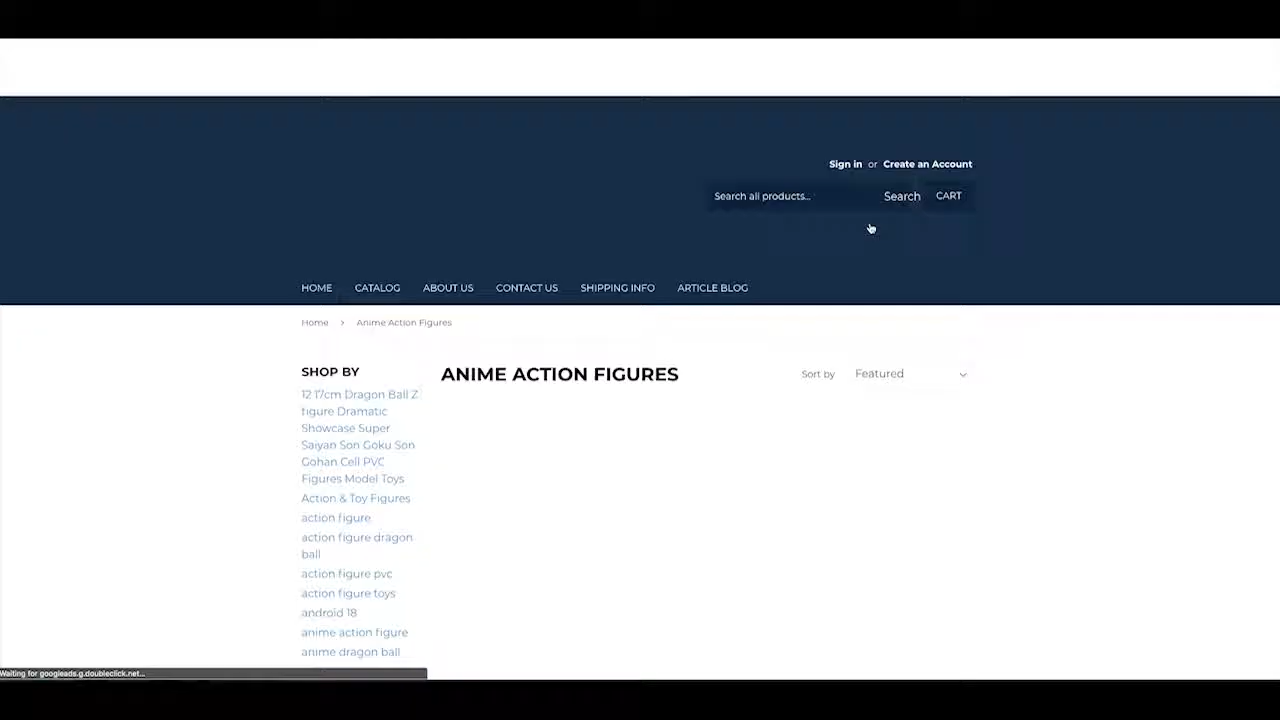 Sign in or Create an Account
Search all products...
Search
CART
HOME
CATALOG
ABOUT US
CONTACT US
SHIPPING INFO
ARTICLE BLOG
Home › Anime Action Figures
SHOP BY
12 17cm Dragon Ball Z
figure Dramatic
Showcase Super
Saiyan Son Goku Son
Gohan Cell PVC
Figures Model Toys
Action & Toy Figures
action figure
action figure dragon
ball
action figure pvc
action figure toys
android 18
anime action figure
anime dragon ball
ANIME ACTION FIGURES
Sort by
Featured
Waiting for googleads.g.doubleclick.net...